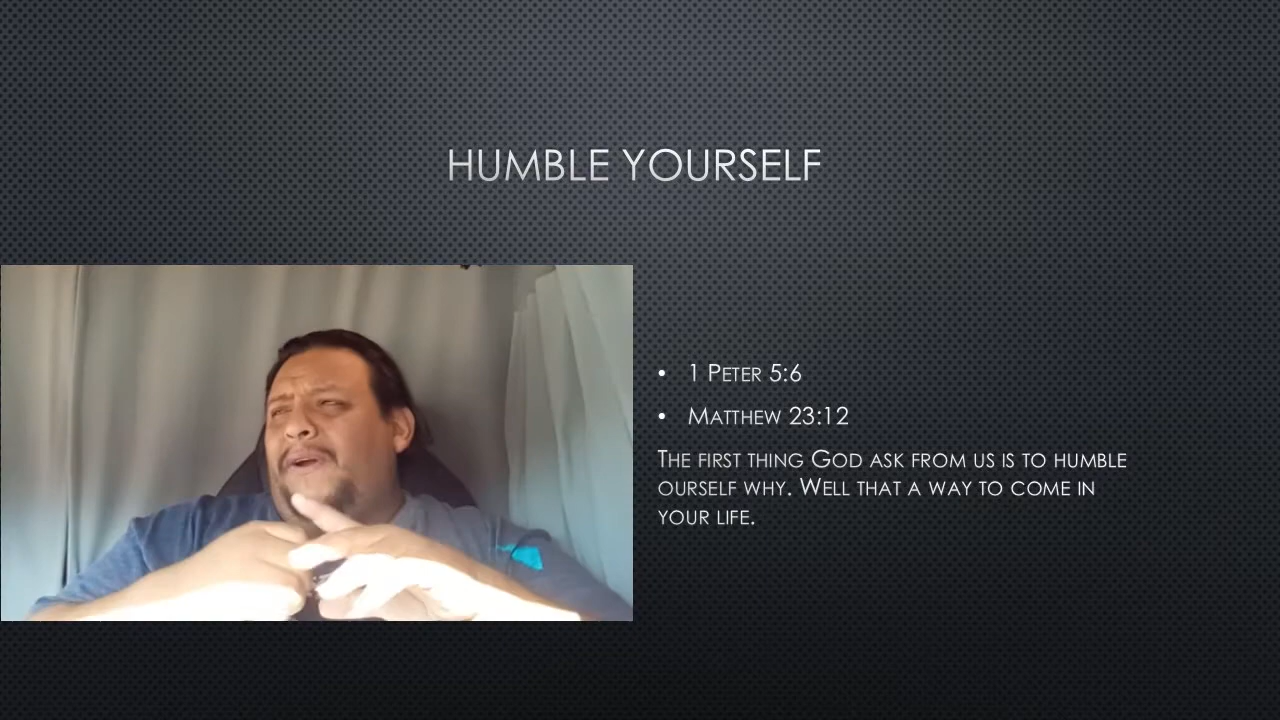 HUMBLE YOURSELF
• 1 PETER 5:6
• MATTHEW 23:12
THE FIRST THING GOD ASK FROM US IS TO HUMBLE
OURSELF WHY. WELL THAT A WAY TO COME IN
YOUR LIFE.